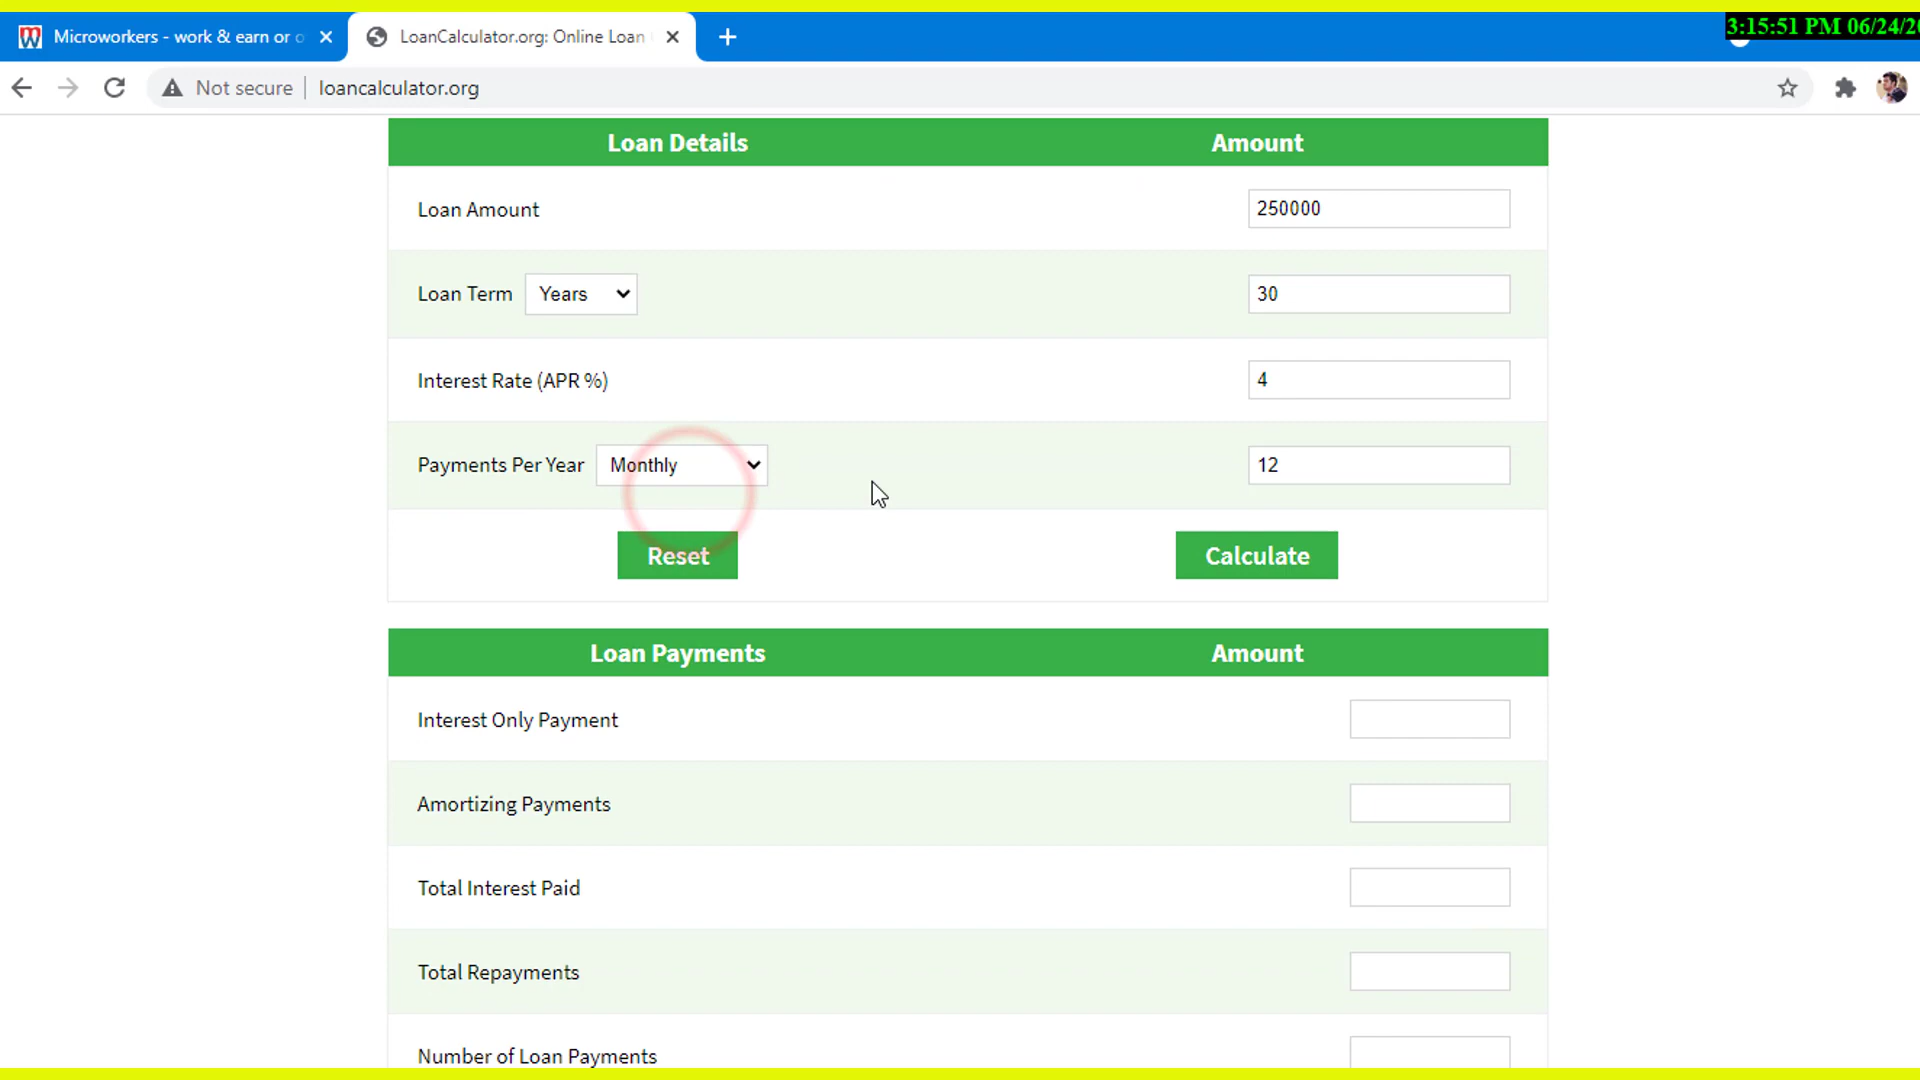 Microworkers - work & earn or o
LoanCalculator.org: Online Loan
3:15:51 PM 06/24/20
Not secure
loancalculator.org
Loan Details Amount
Loan Amount 250000
Loan Term Years 30
Interest Rate (APR %) 4
Payments Per Year Monthly 12
Reset Calculate
Loan Payments Amount
Interest Only Payment
Amortizing Payments
Total Interest Paid
Total Repayments
Number of Loan Payments